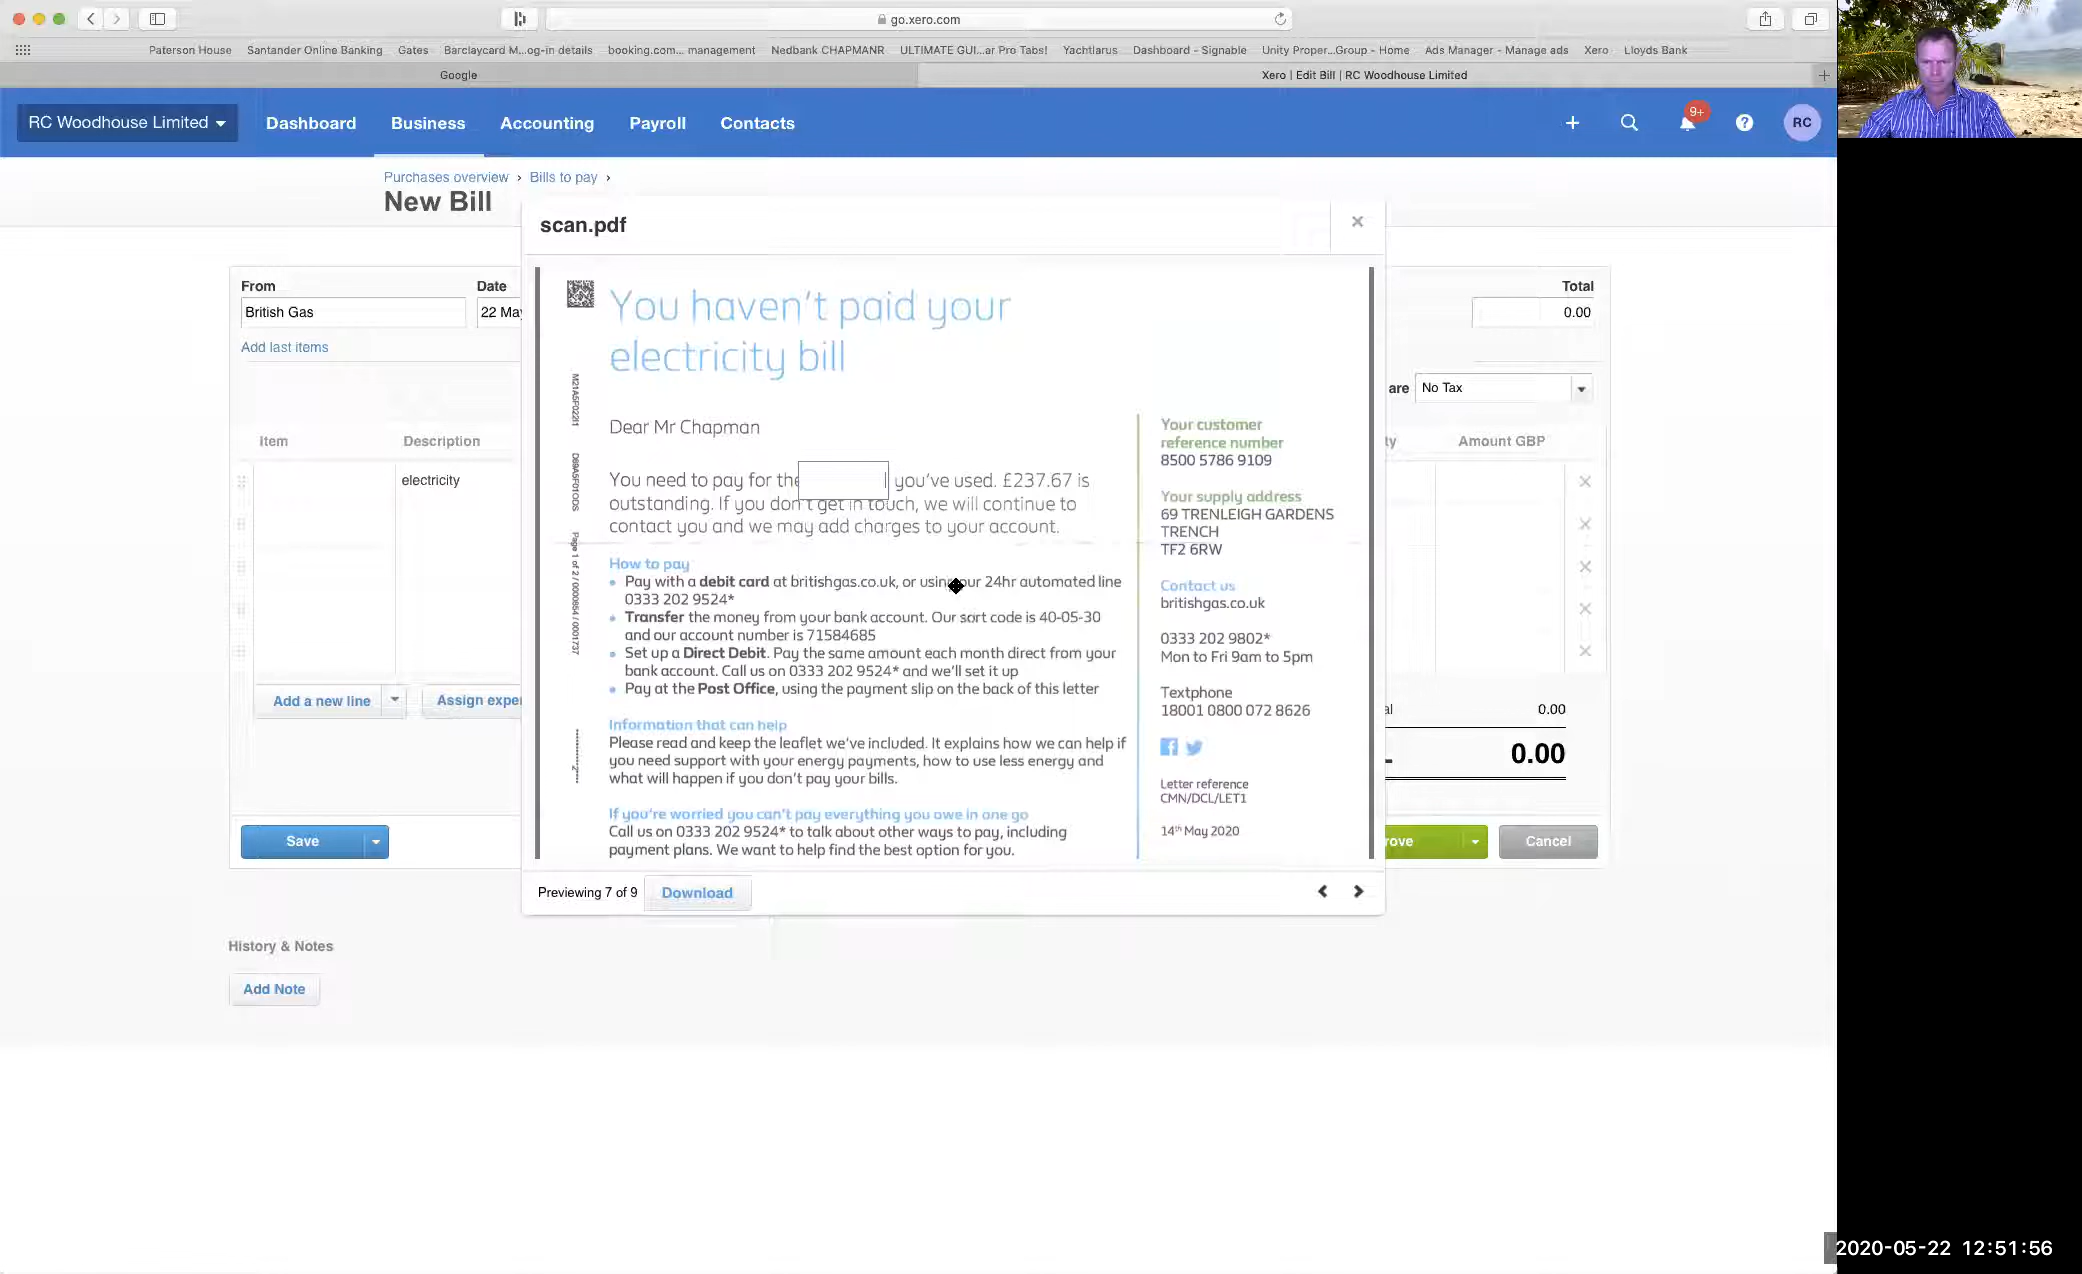 go.xero.com
Paterson House
Santander Online Banking
Gates
Barclaycard M...og-in details
booking.com... management
Nedbank CHAPMANR
ULTIMATE GUI...ar Pro Tabs!
Yachtlarus
Dashboard - Signable
Unity Proper...Group - Home
Ads Manager - Manage ads
Xero
Lloyds Bank
Google
Xero | Edit Bill | RC Woodhouse Limited
RC Woodhouse Limited
Dashboard
Business
Accounting
Payroll
Contacts
9+
RC
Purchases overview › Bills to pay ›
New Bill
scan.pdf
From
Date
Total
British Gas
22 May
0.00
Add last items
are
No Tax
Item
Description
ty
Amount GBP
electricity
Add a new line
Assign expe
al
0.00
0.00
Save
rove
Cancel
You haven't paid your
electricity bill
Dear Mr Chapman
You need to pay for the you've used. £237.67 is
outstanding. If you don't get in touch, we will continue to
contact you and we may add charges to your account.
How to pay
• Pay with a debit card at britishgas.co.uk, or using our 24hr automated line
0333 202 9524*
• Transfer the money from your bank account. Our sort code is 40-05-30
and our account number is 71584685
• Set up a Direct Debit. Pay the same amount each month direct from your
bank account. Call us on 0333 202 9524* and we'll set it up
• Pay at the Post Office, using the payment slip on the back of this letter
Information that can help
Please read and keep the leaflet we've included. It explains how we can help if
you need support with your energy payments, how to use less energy and
what will happen if you don't pay your bills.
If you're worried you can't pay everything you owe in one go
Call us on 0333 202 9524* to talk about other ways to pay, including
payment plans. We want to help find the best option for you.
Your customer
reference number
8500 5786 9109
Your supply address
69 TRENLEIGH GARDENS
TRENCH
TF2 6RW
Contact us
britishgas.co.uk
0333 202 9802*
Mon to Fri 9am to 5pm
Textphone
18001 0800 072 8626
Letter reference
CMN/DCL/LET1
14th May 2020
Page 1 of 2 / 0000854 / 0001737
Previewing 7 of 9
Download
History & Notes
Add Note
2020-05-22 12:51:56